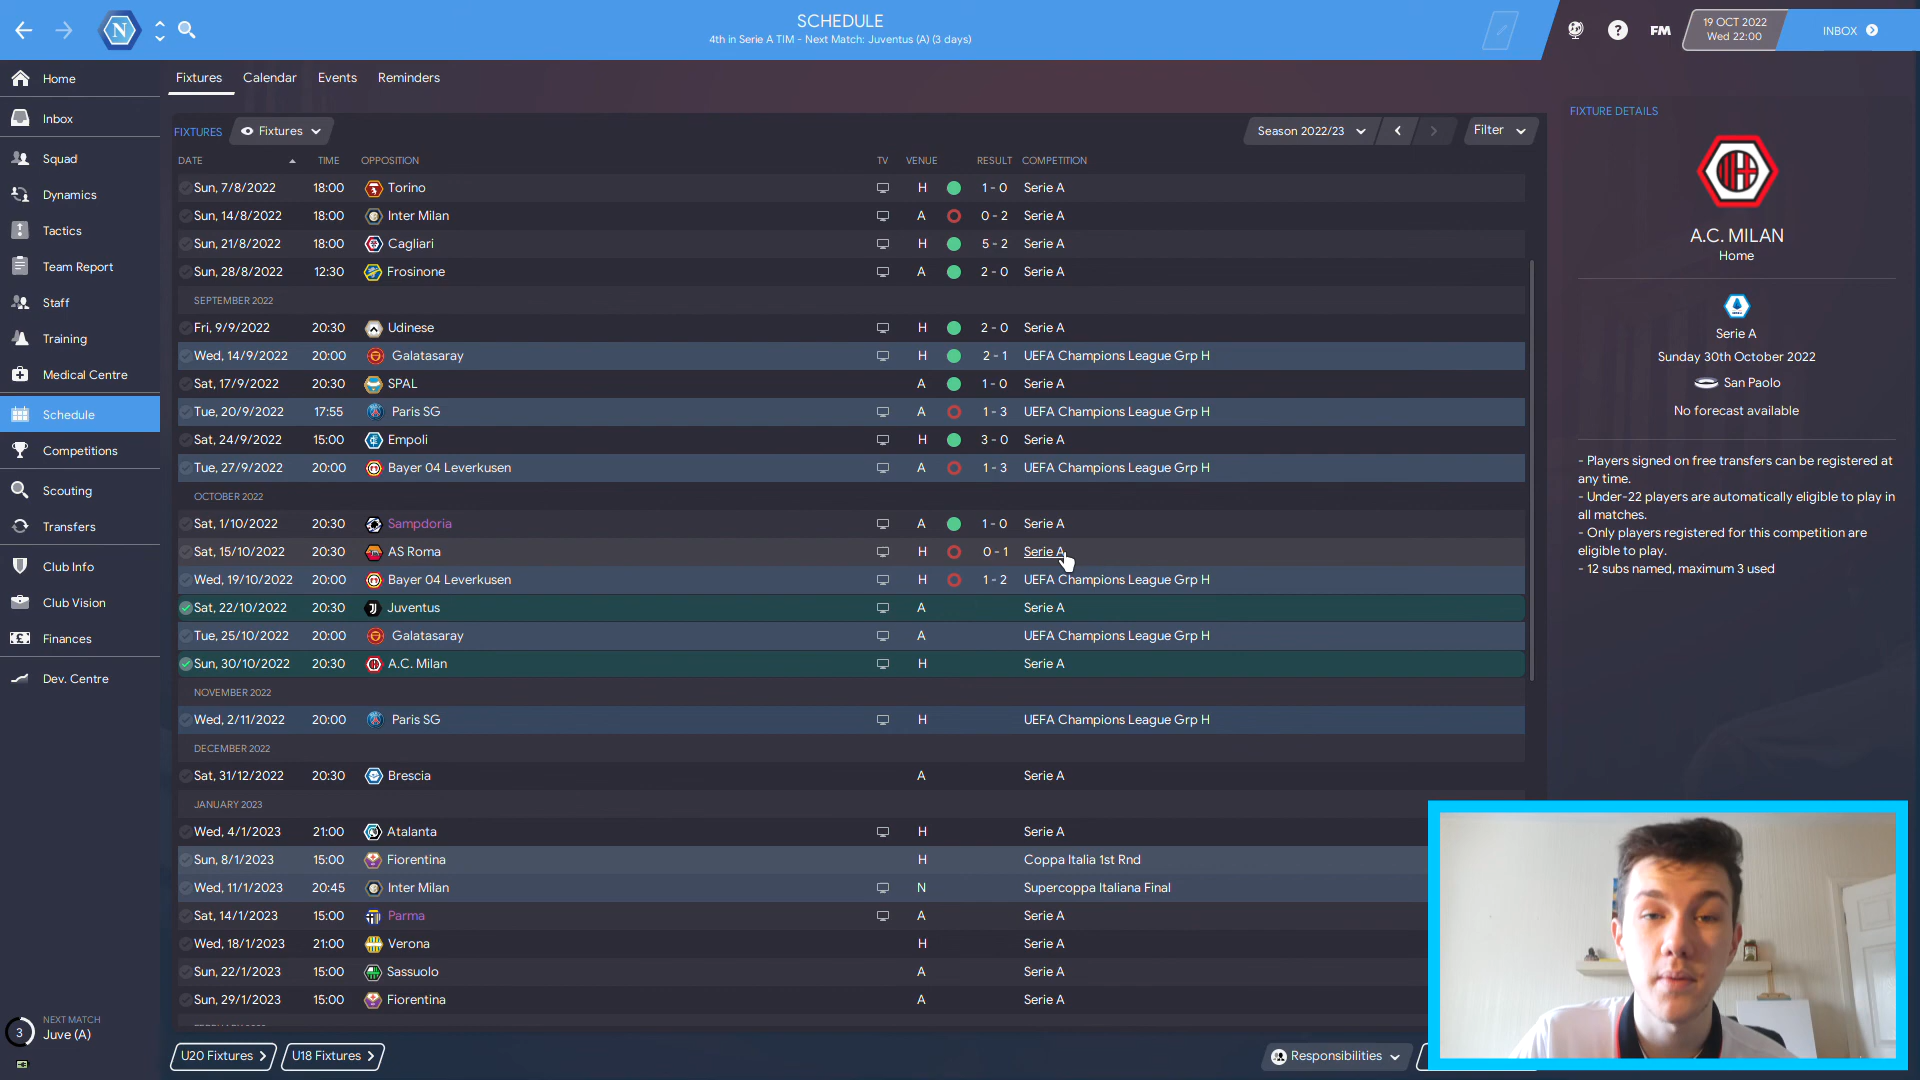 N
SCHEDULE
4th in Serie A TIM - Next Match: Juventus (A) (3 days)
?
FM
19 OCT 2022
Wed 22:00
INBOX
Home
Inbox
Squad
Dynamics
Tactics
Team Report
Staff
Training
Medical Centre
Schedule
Competitions
Scouting
Transfers
Club Info
Club Vision
Finances
Dev. Centre
3
NEXT MATCH
Juve (A)
Fixtures Calendar Events Reminders
FIXTURES Fixtures Season 2022/23 Filter
DATE TIME OPPOSITION TV VENUE RESULT COMPETITION
Sun, 7/8/2022 18:00 Torino H 1 - 0 Serie A
Sun, 14/8/2022 18:00 Inter Milan A 0 - 2 Serie A
Sun, 21/8/2022 18:00 Cagliari H 5 - 2 Serie A
Sun, 28/8/2022 12:30 Frosinone A 2 - 0 Serie A
SEPTEMBER 2022
Fri, 9/9/2022 20:30 Udinese H 2 - 0 Serie A
Wed, 14/9/2022 20:00 Galatasaray H 2 - 1 UEFA Champions League Grp H
Sat, 17/9/2022 20:30 SPAL A 1 - 0 Serie A
Tue, 20/9/2022 17:55 Paris SG A 1 - 3 UEFA Champions League Grp H
Sat, 24/9/2022 15:00 Empoli H 3 - 0 Serie A
Tue, 27/9/2022 20:00 Bayer 04 Leverkusen A 1 - 3 UEFA Champions League Grp H
OCTOBER 2022
Sat, 1/10/2022 20:30 Sampdoria A 1 - 0 Serie A
Sat, 15/10/2022 20:30 AS Roma H 0 - 1 Serie A
Wed, 19/10/2022 20:00 Bayer 04 Leverkusen H 1 - 2 UEFA Champions League Grp H
Sat, 22/10/2022 20:30 Juventus A Serie A
Tue, 25/10/2022 20:00 Galatasaray A UEFA Champions League Grp H
Sun, 30/10/2022 20:30 A.C. Milan H Serie A
NOVEMBER 2022
Wed, 2/11/2022 20:00 Paris SG H UEFA Champions League Grp H
DECEMBER 2022
Sat, 31/12/2022 20:30 Brescia A Serie A
JANUARY 2023
Wed, 4/1/2023 21:00 Atalanta H Serie A
Sun, 8/1/2023 15:00 Fiorentina H Coppa Italia 1st Rnd
Wed, 11/1/2023 20:45 Inter Milan N Supercoppa Italiana Final
Sat, 14/1/2023 15:00 Parma A Serie A
Wed, 18/1/2023 21:00 Verona H Serie A
Sun, 22/1/2023 15:00 Sassuolo A Serie A
Sun, 29/1/2023 15:00 Fiorentina A Serie A
U20 Fixtures U18 Fixtures Responsibilities
FIXTURE DETAILS
A.C. MILAN
Home
Serie A
Sunday 30th October 2022
San Paolo
No forecast available
- Players signed on free transfers can be registered at
any time.
- Under-22 players are automatically eligible to play in
all matches.
- Only players registered for this competition are
eligible to play.
- 12 subs named, maximum 3 used